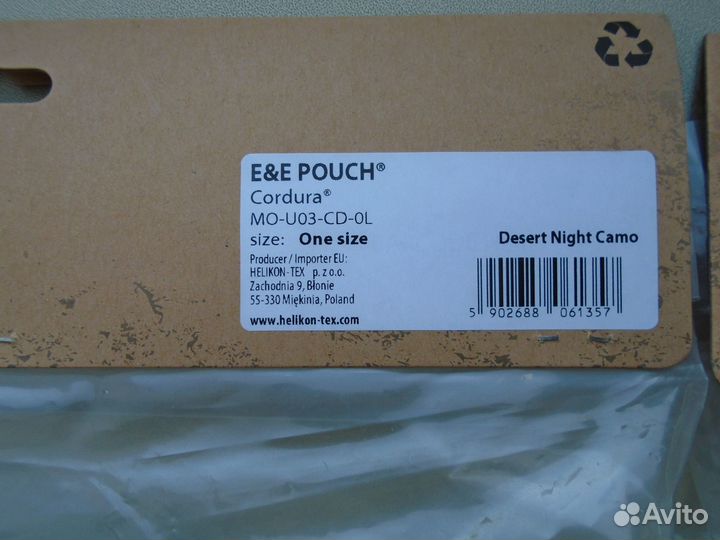 E&E POUCH®
Cordura®
MO-U03-CD-0L
size: One size
Desert Night Camo
Producer / Importer EU:
HELIKON-TEX p. z o.o.
Zachodnia 9, Błonie
55-330 Miękinia, Poland
www.helikon-tex.com
5 902688 061357
Avito